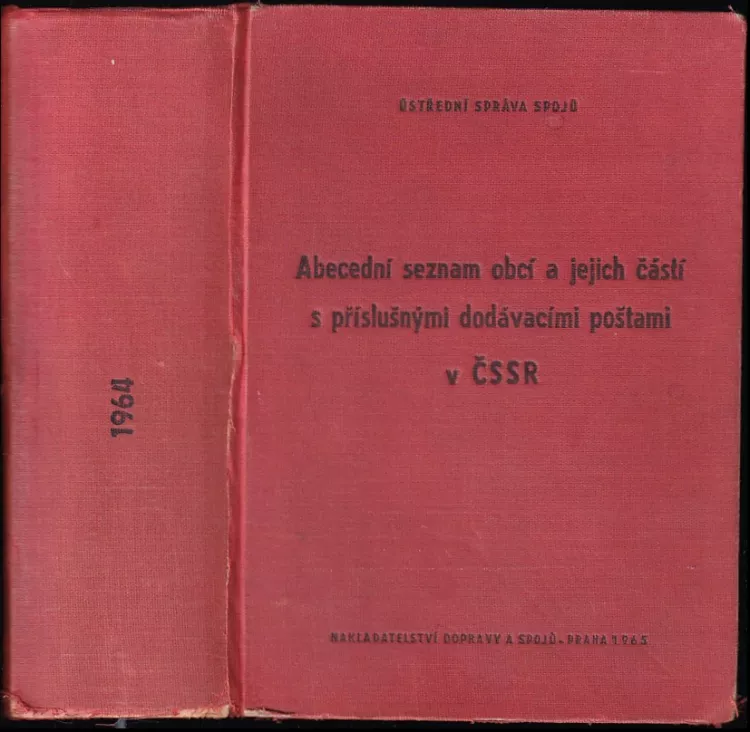 1964
ÚSTŘEDNÍ SPRÁVA SPOJŮ
Abecední seznam obcí a jejich částí
s příslušnými dodávacími poštami
v ČSSR
NAKLADATELSTVÍ DOPRAVY A SPOJŮ - PRAHA 1965